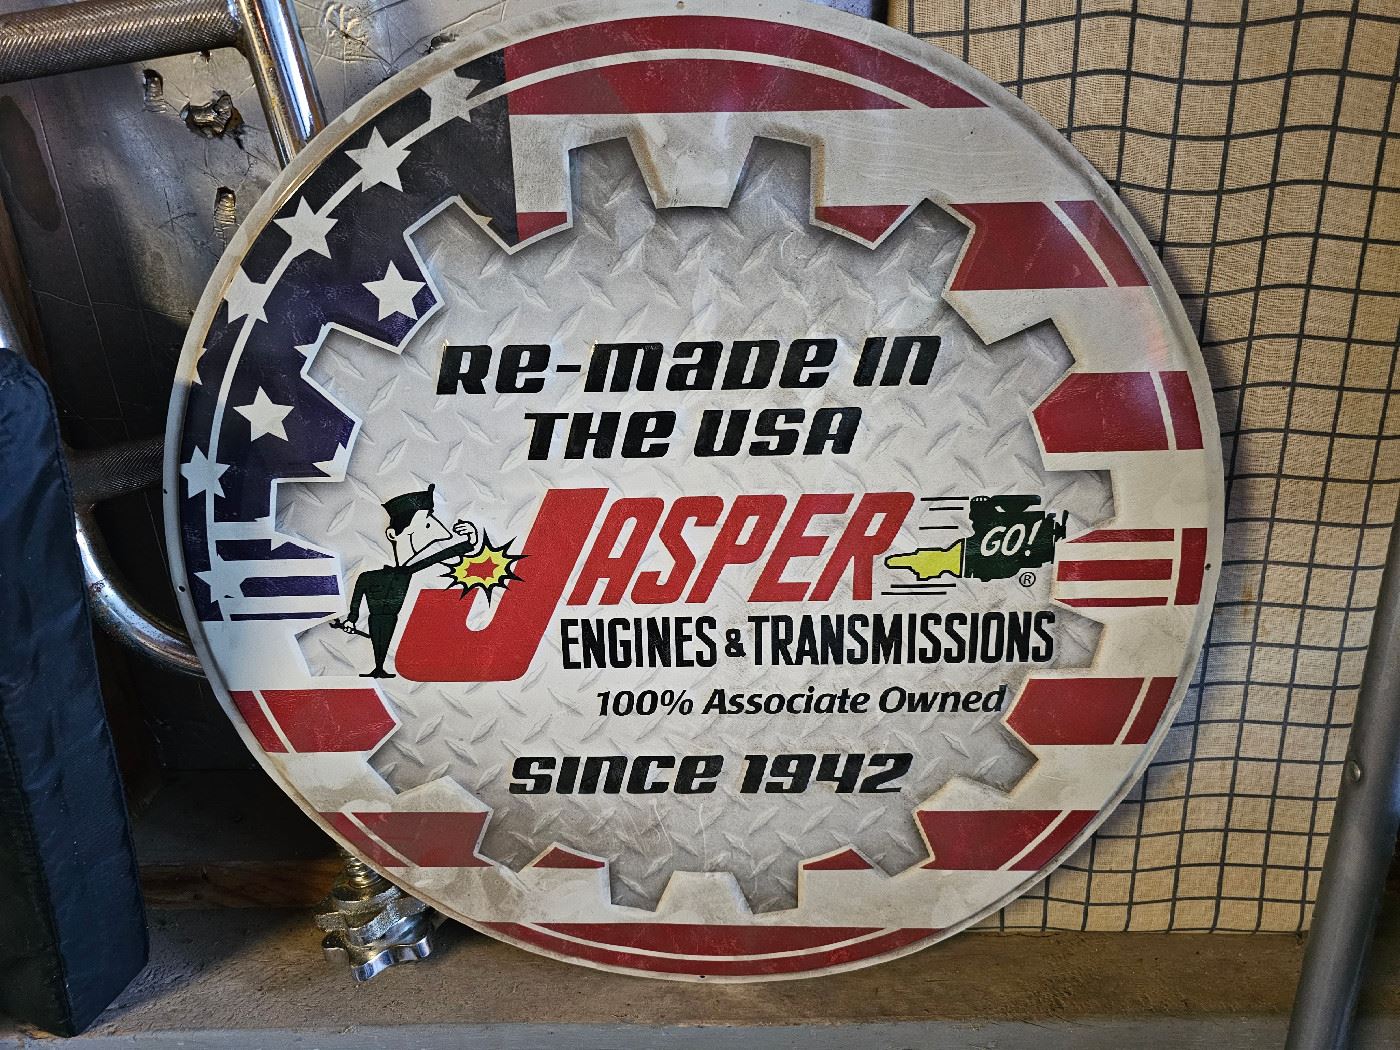 Re-made in
the USA
JASPER
GO!
®
ENGINES & TRANSMISSIONS
100% Associate Owned
since 1942